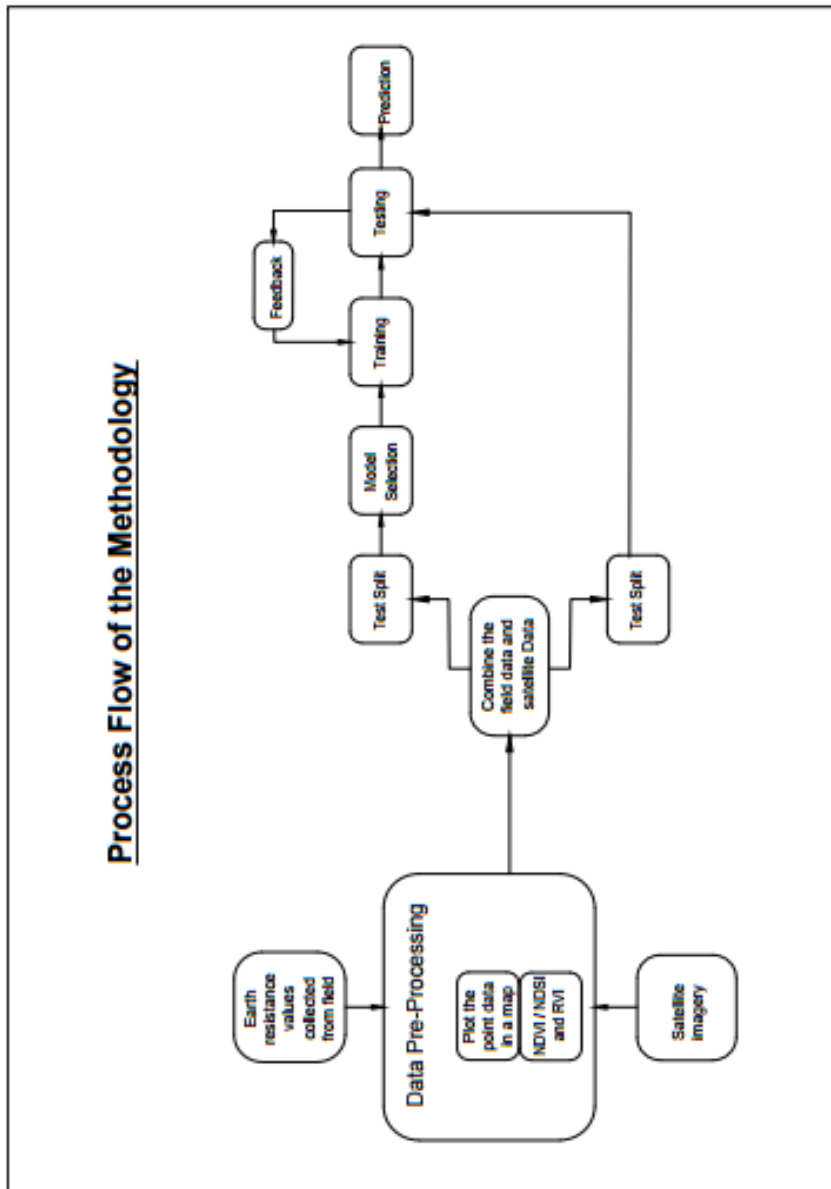 Process Flow of the Methodology
Earth
resistance
values
collected
from field
Data Pre-Processing
Plot the
point data
in a map
NDVI / NDSI
and RVI
Satellite
imagery
Combine the
field data and
satellite Data
Test Split
Model
Selection
Training
Feedback
Testing
Prediction
Test Split